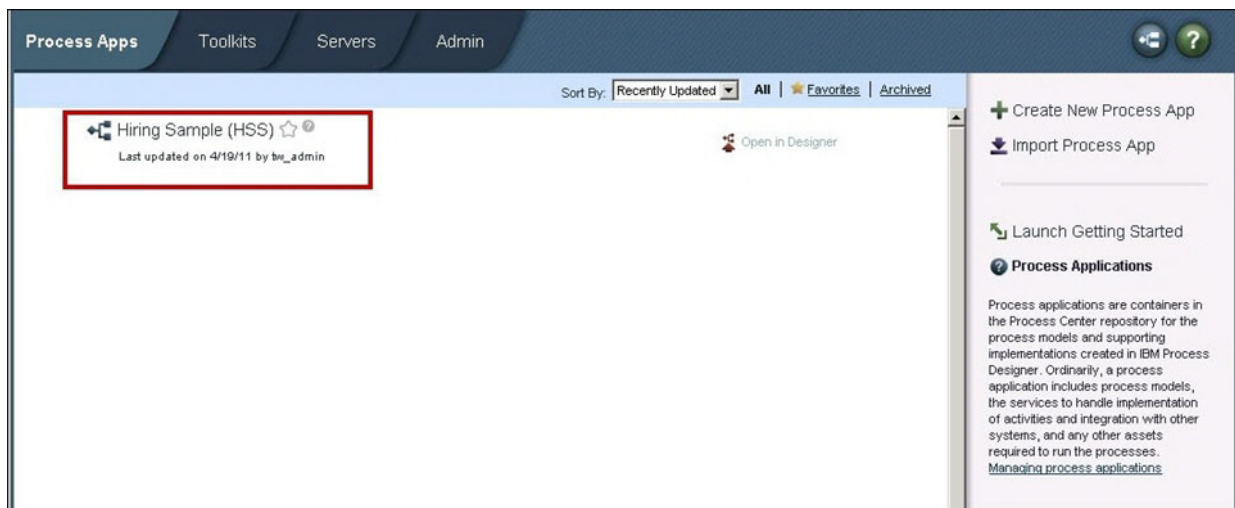 Process Apps Toolkits Servers Admin
Sort By: Recently Updated All | Favorites | Archived
Hiring Sample (HSS)
Last updated on 4/19/11 by tw_admin
Open in Designer
Create New Process App
Import Process App
Launch Getting Started
Process Applications
Process applications are containers in
the Process Center repository for the
process models and supporting
implementations created in IBM Process
Designer. Ordinarily, a process
application includes process models,
the services to handle implementation
of activities and integration with other
systems, and any other assets
required to run the processes.
Managing process applications